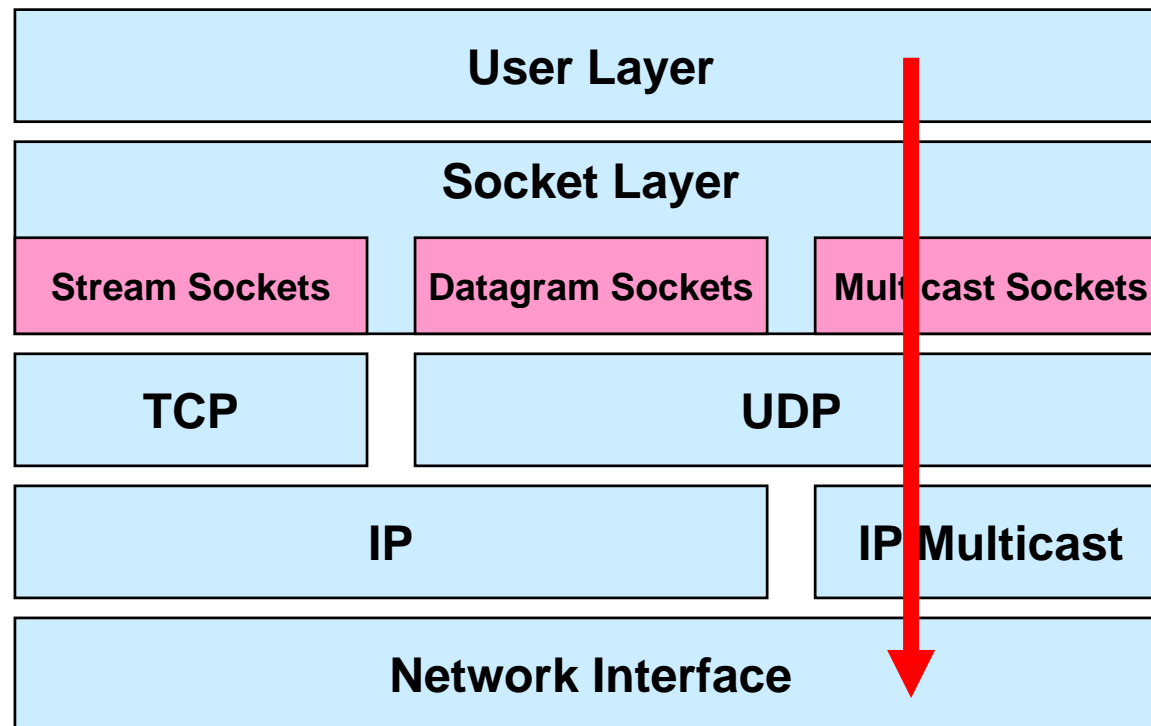 User Layer
Socket Layer
Stream Sockets
Datagram Sockets
Multicast Sockets
TCP
UDP
IP
IP Multicast
Network Interface